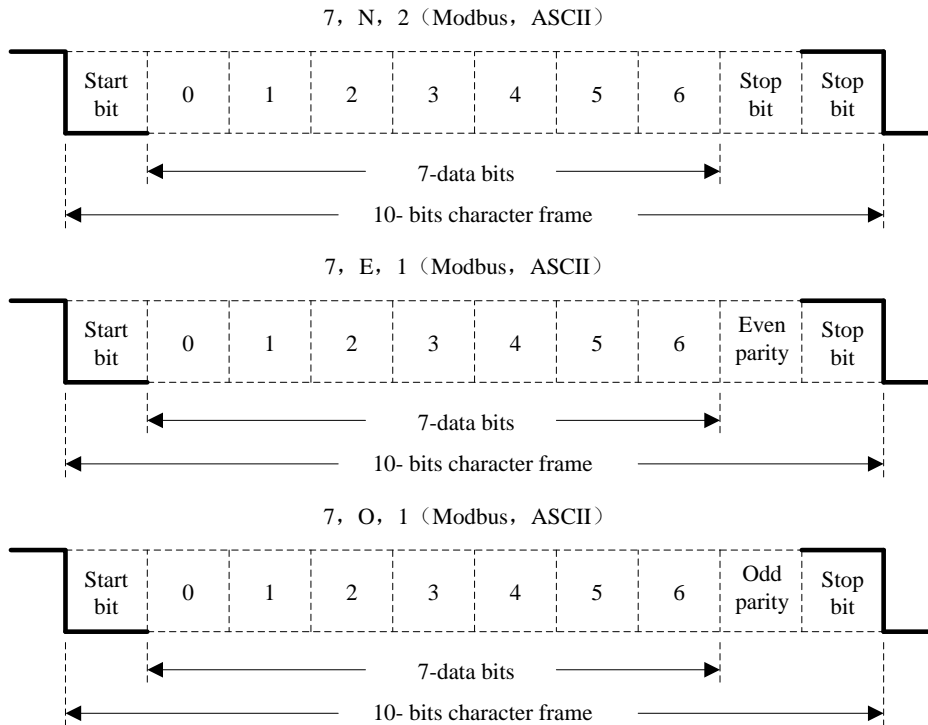 7，N，2（Modbus，ASCII）
Start bit 0 1 2 3 4 5 6 Stop bit Stop bit
7-data bits
10- bits character frame
7，E，1（Modbus，ASCII）
Start bit 0 1 2 3 4 5 6 Even parity Stop bit
7-data bits
10- bits character frame
7，O，1（Modbus，ASCII）
Start bit 0 1 2 3 4 5 6 Odd parity Stop bit
7-data bits
10- bits character frame